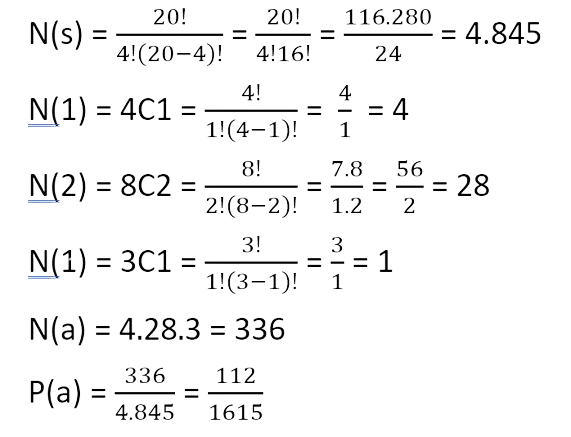 N(s) = 20!/4!(20−4)! = 20!/4!16! = 116.280/24 = 4.845
N(1) = 4C1 = 4!/1!(4−1)! = 4/1 = 4
N(2) = 8C2 = 8!/2!(8−2)! = 7.8/1.2 = 56/2 = 28
N(1) = 3C1 = 3!/1!(3−1)! = 3/1 = 1
N(a) = 4.28.3 = 336
P(a) = 336/4.845 = 112/1615